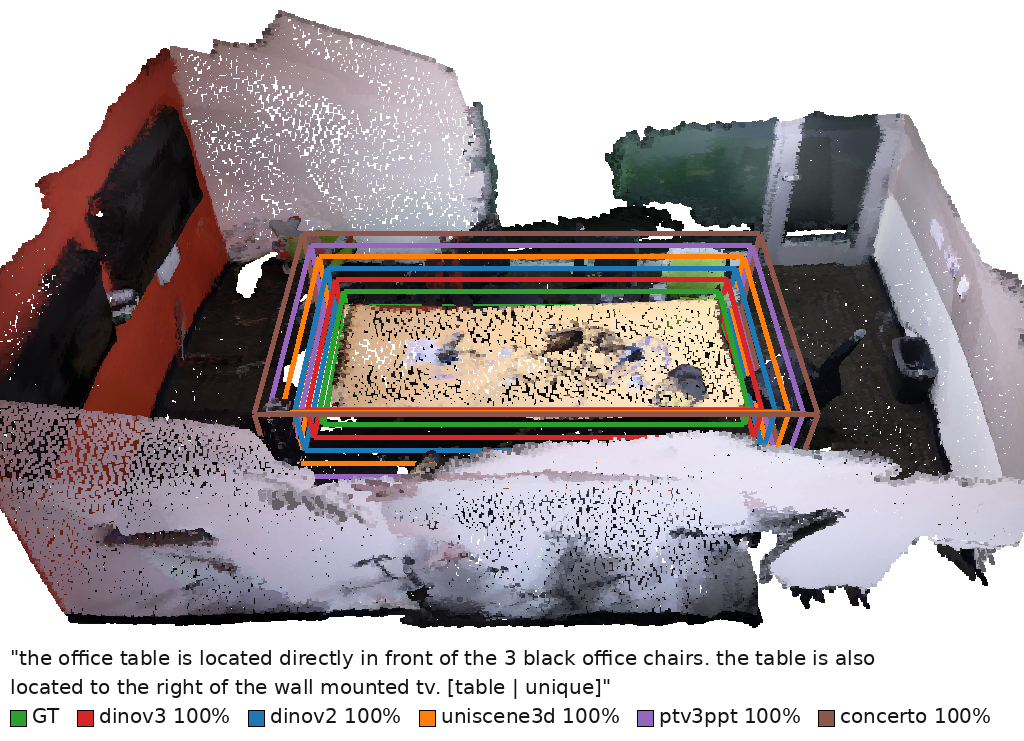 "the office table is located directly in front of the 3 black office chairs. the table is also
located to the right of the wall mounted tv. [table | unique]"
GT dinov3 100% dinov2 100% uniscene3d 100% ptv3ppt 100% concerto 100%